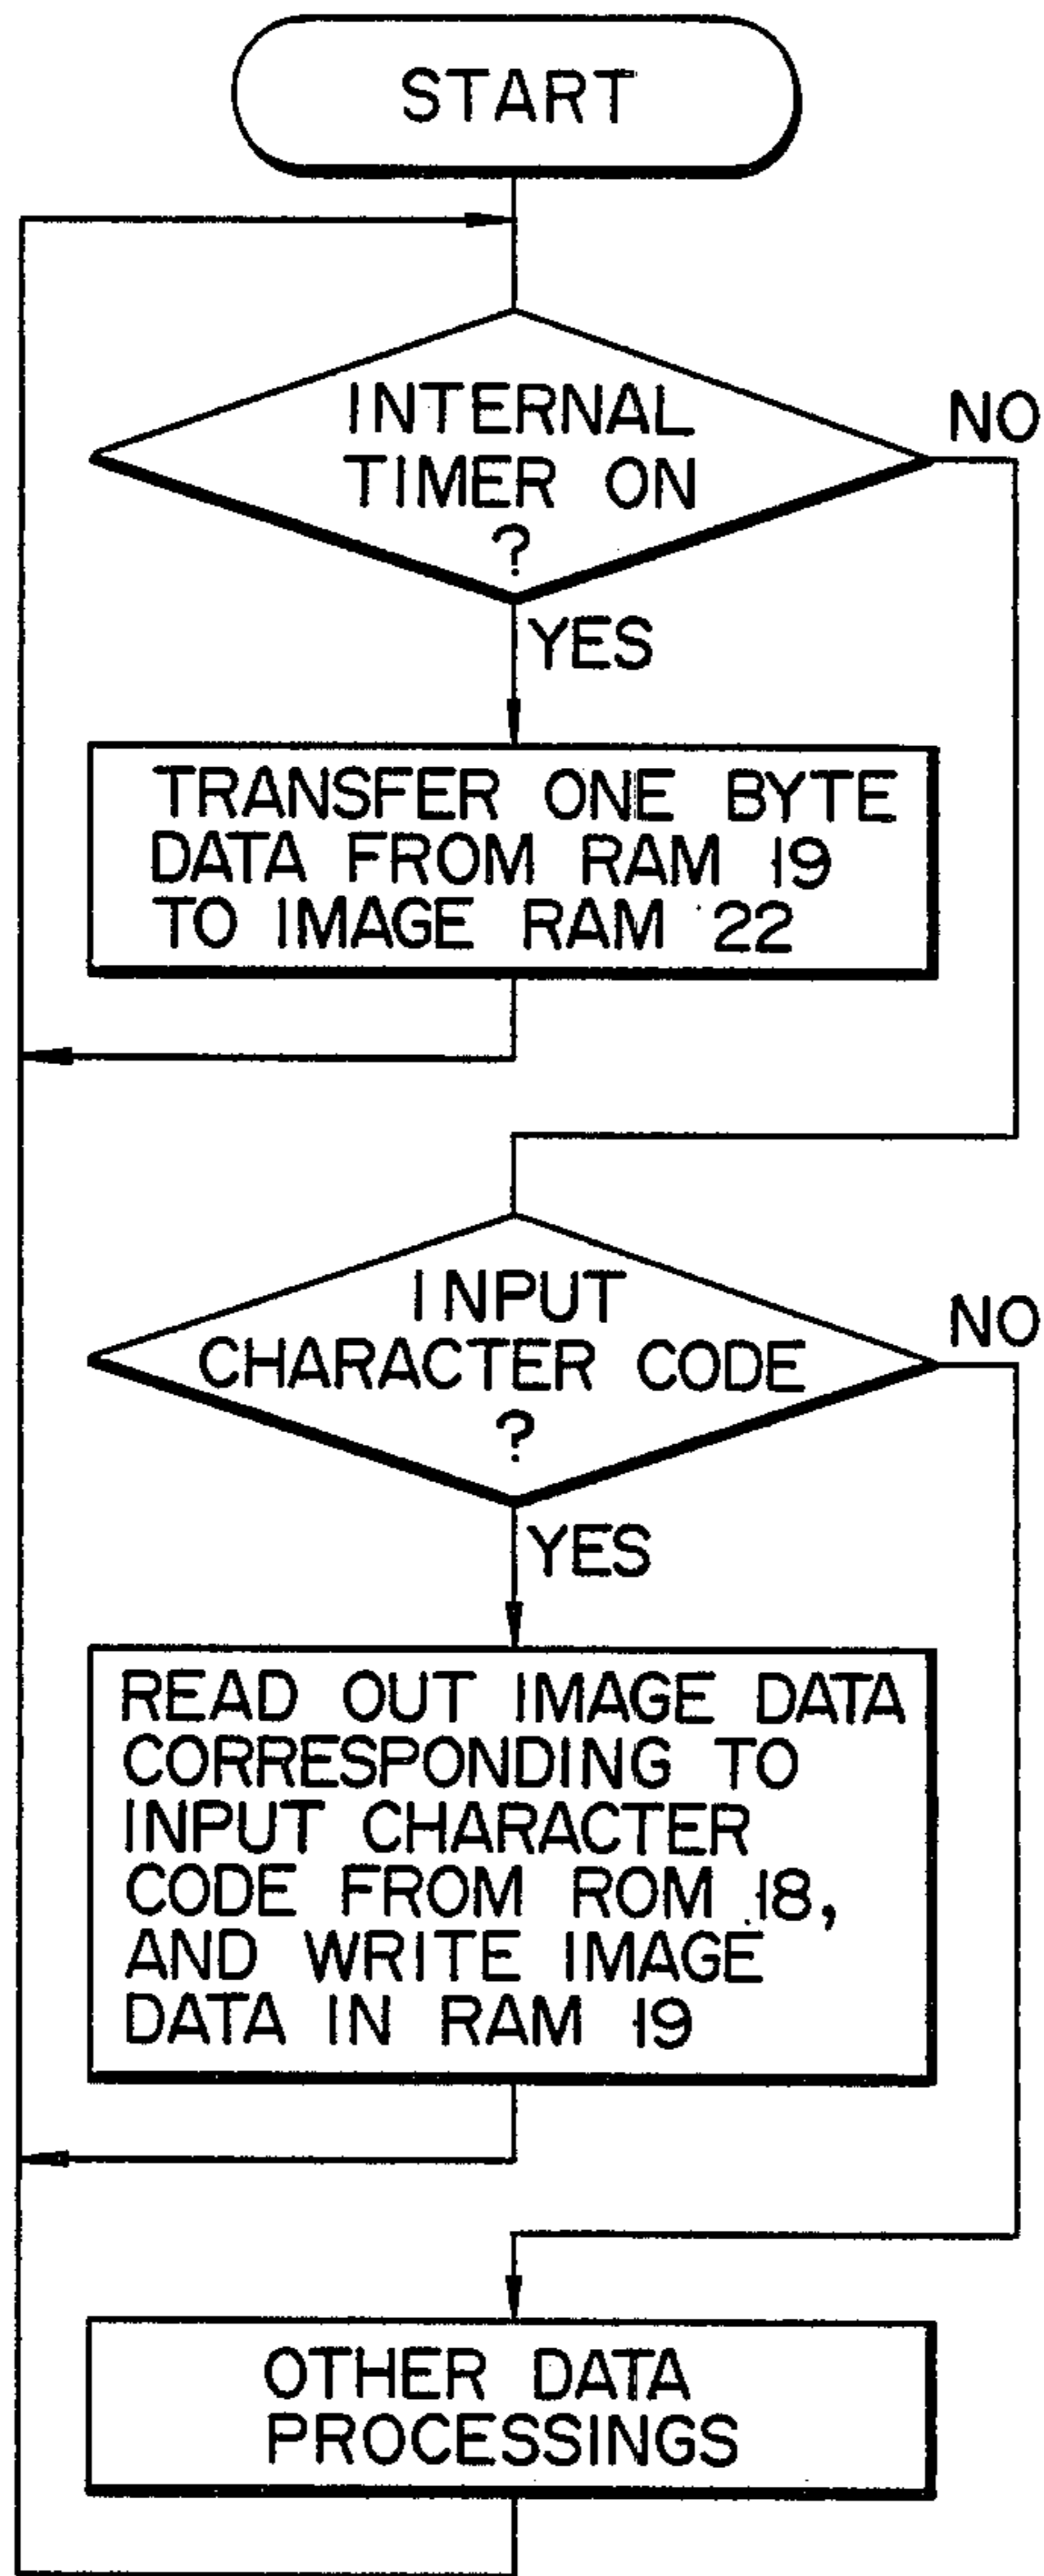 START
INTERNAL
TIMER ON
?
NO
YES
TRANSFER ONE BYTE
DATA FROM RAM 19
TO IMAGE RAM 22
INPUT
CHARACTER CODE
?
NO
YES
READ OUT IMAGE DATA
CORRESPONDING TO
INPUT CHARACTER
CODE FROM ROM 18,
AND WRITE IMAGE
DATA IN RAM 19
OTHER DATA
PROCESSINGS